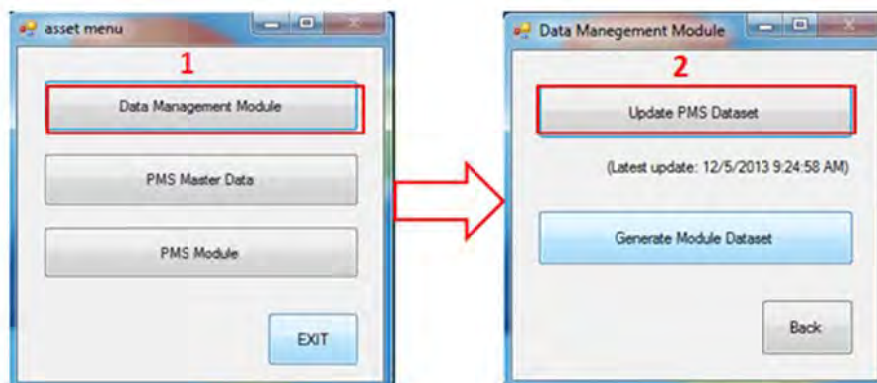 asset menu
1
Data Management Module
PMS Master Data
PMS Module
EXIT
Data Manegement Module
2
Update PMS Dataset
(Latest update: 12/5/2013 9:24:58 AM)
Generate Module Dataset
Back